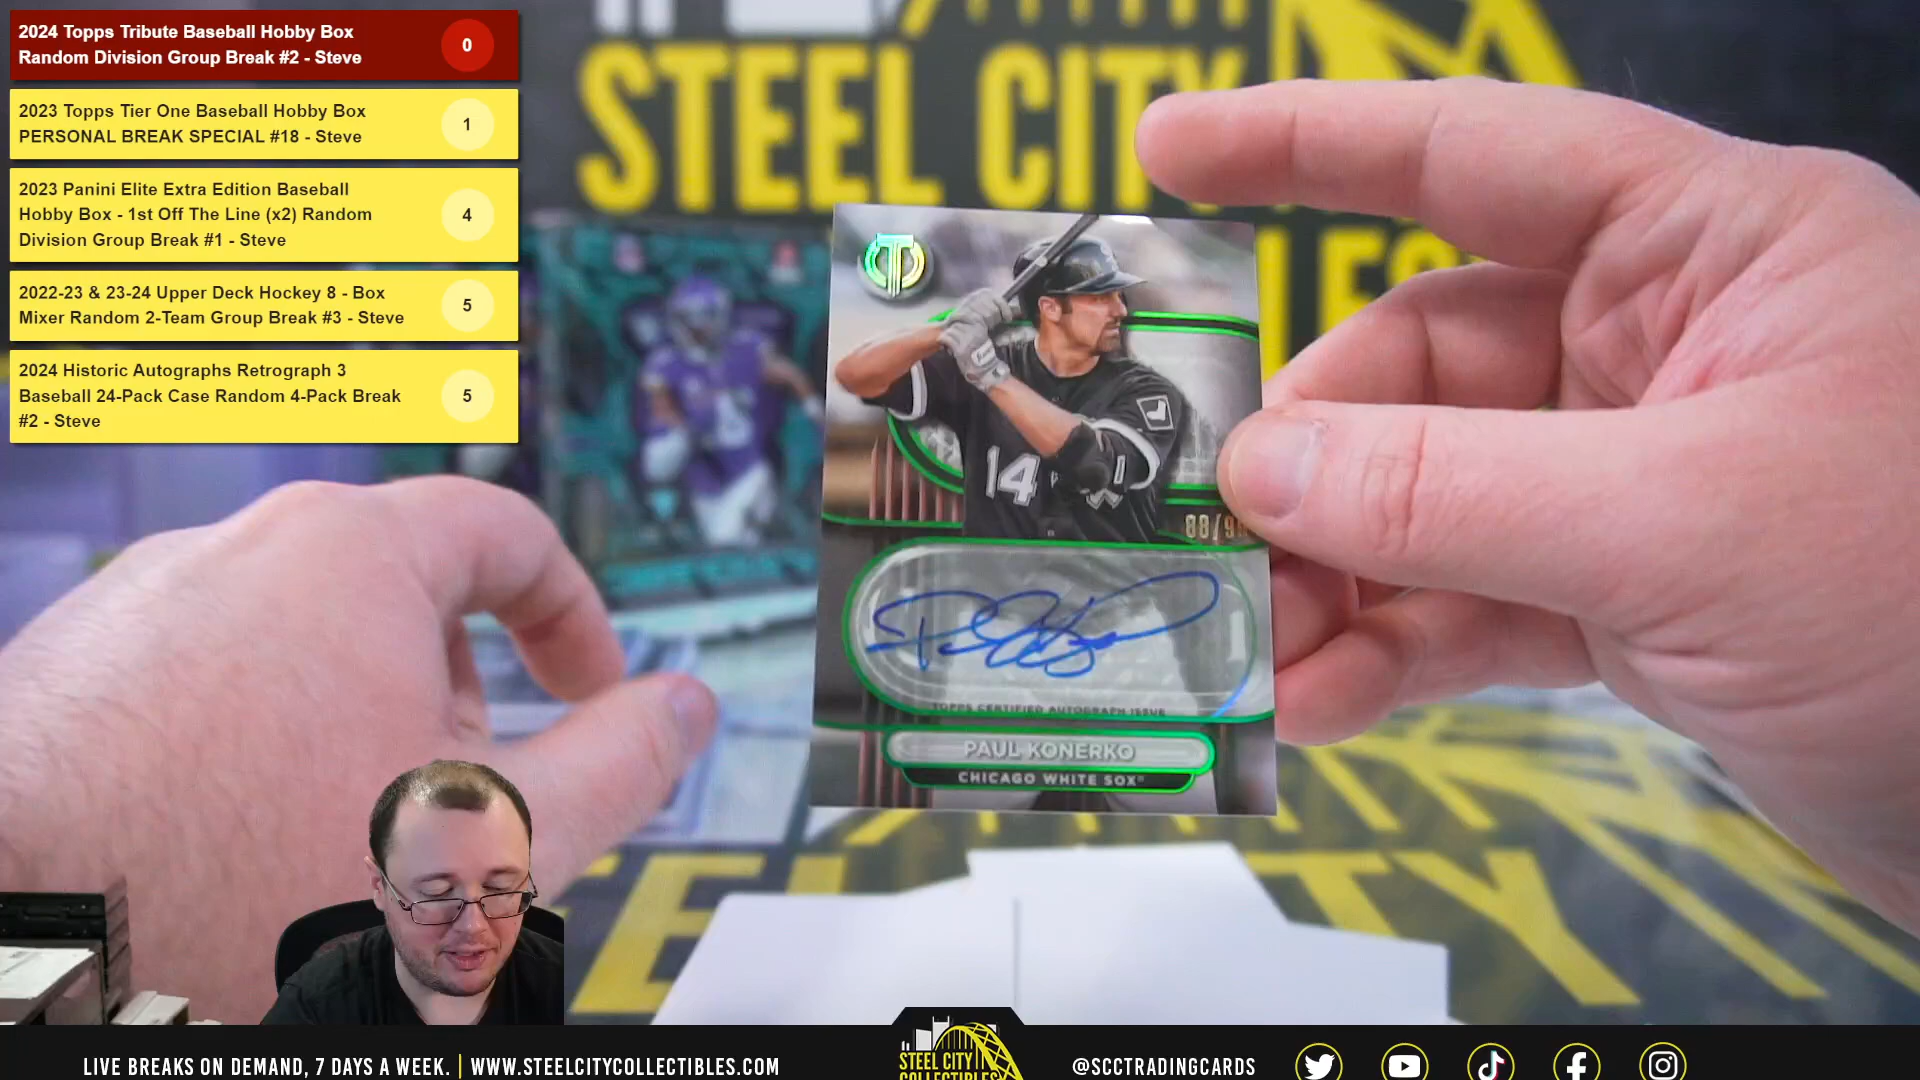 2024 Topps Tribute Baseball Hobby Box
Random Division Group Break #2 - Steve
0
2023 Topps Tier One Baseball Hobby Box
PERSONAL BREAK SPECIAL #18 - Steve
1
2023 Panini Elite Extra Edition Baseball
Hobby Box - 1st Off The Line (x2) Random
Division Group Break #1 - Steve
4
2022-23 & 23-24 Upper Deck Hockey 8 - Box
Mixer Random 2-Team Group Break #3 - Steve
5
2024 Historic Autographs Retrograph 3
Baseball 24-Pack Case Random 4-Pack Break
#2 - Steve
5
STEEL CITY
14
TOPPS CERTIFIED AUTOGRAPH ISSUE
PAUL KONERKO
CHICAGO WHITE SOX
LIVE BREAKS ON DEMAND, 7 DAYS A WEEK. | WWW.STEELCITYCOLLECTIBLES.COM
STEEL CITY
COLLECTIBLES
@SCCTRADINGCARDS